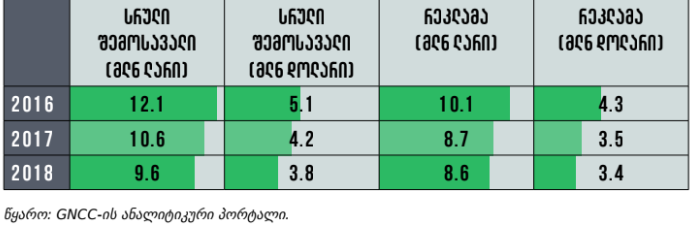 სრული შემოსავალი (მლნ ლარი)
სრული შემოსავალი (მლნ დოლარი)
რეკლამა (მლნ ლარი)
რეკლამა (მლნ დოლარი)
2016 12.1 5.1 10.1 4.3
2017 10.6 4.2 8.7 3.5
2018 9.6 3.8 8.6 3.4
წყარო: GNCC-ის ანალიტიკური პორტალი.